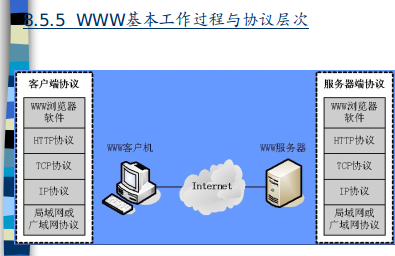 8.5.5 WWW基本工作过程与协议层次
客户端协议
WWW浏览器
软件
HTTP协议
TCP协议
IP协议
局域网或
广域网协议
WWW客户机
Internet
WWW服务器
服务器端协议
WWW浏览器
软件
HTTP协议
TCP协议
IP协议
局域网或
广域网协议